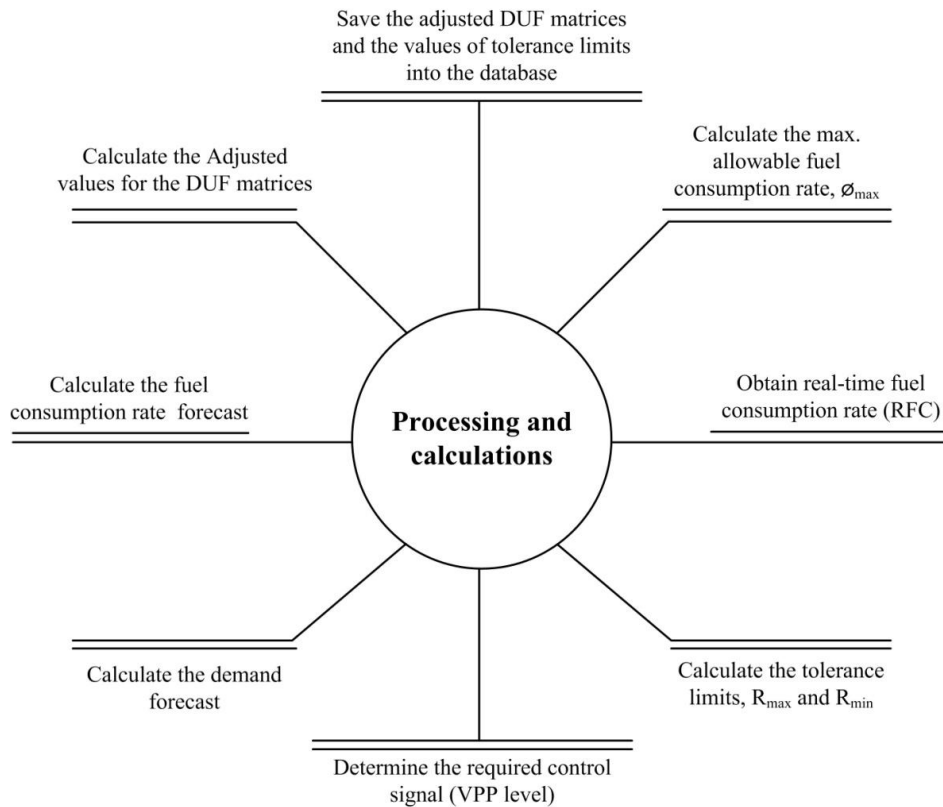 Save the adjusted DUF matrices
and the values of tolerance limits
into the database
Calculate the max.
allowable fuel
consumption rate, ø_max
Calculate the Adjusted
values for the DUF matrices
Calculate the fuel
consumption rate forecast
Processing and
calculations
Obtain real-time fuel
consumption rate (RFC)
Calculate the demand
forecast
Calculate the tolerance
limits, R_max and R_min
Determine the required control
signal (VPP level)